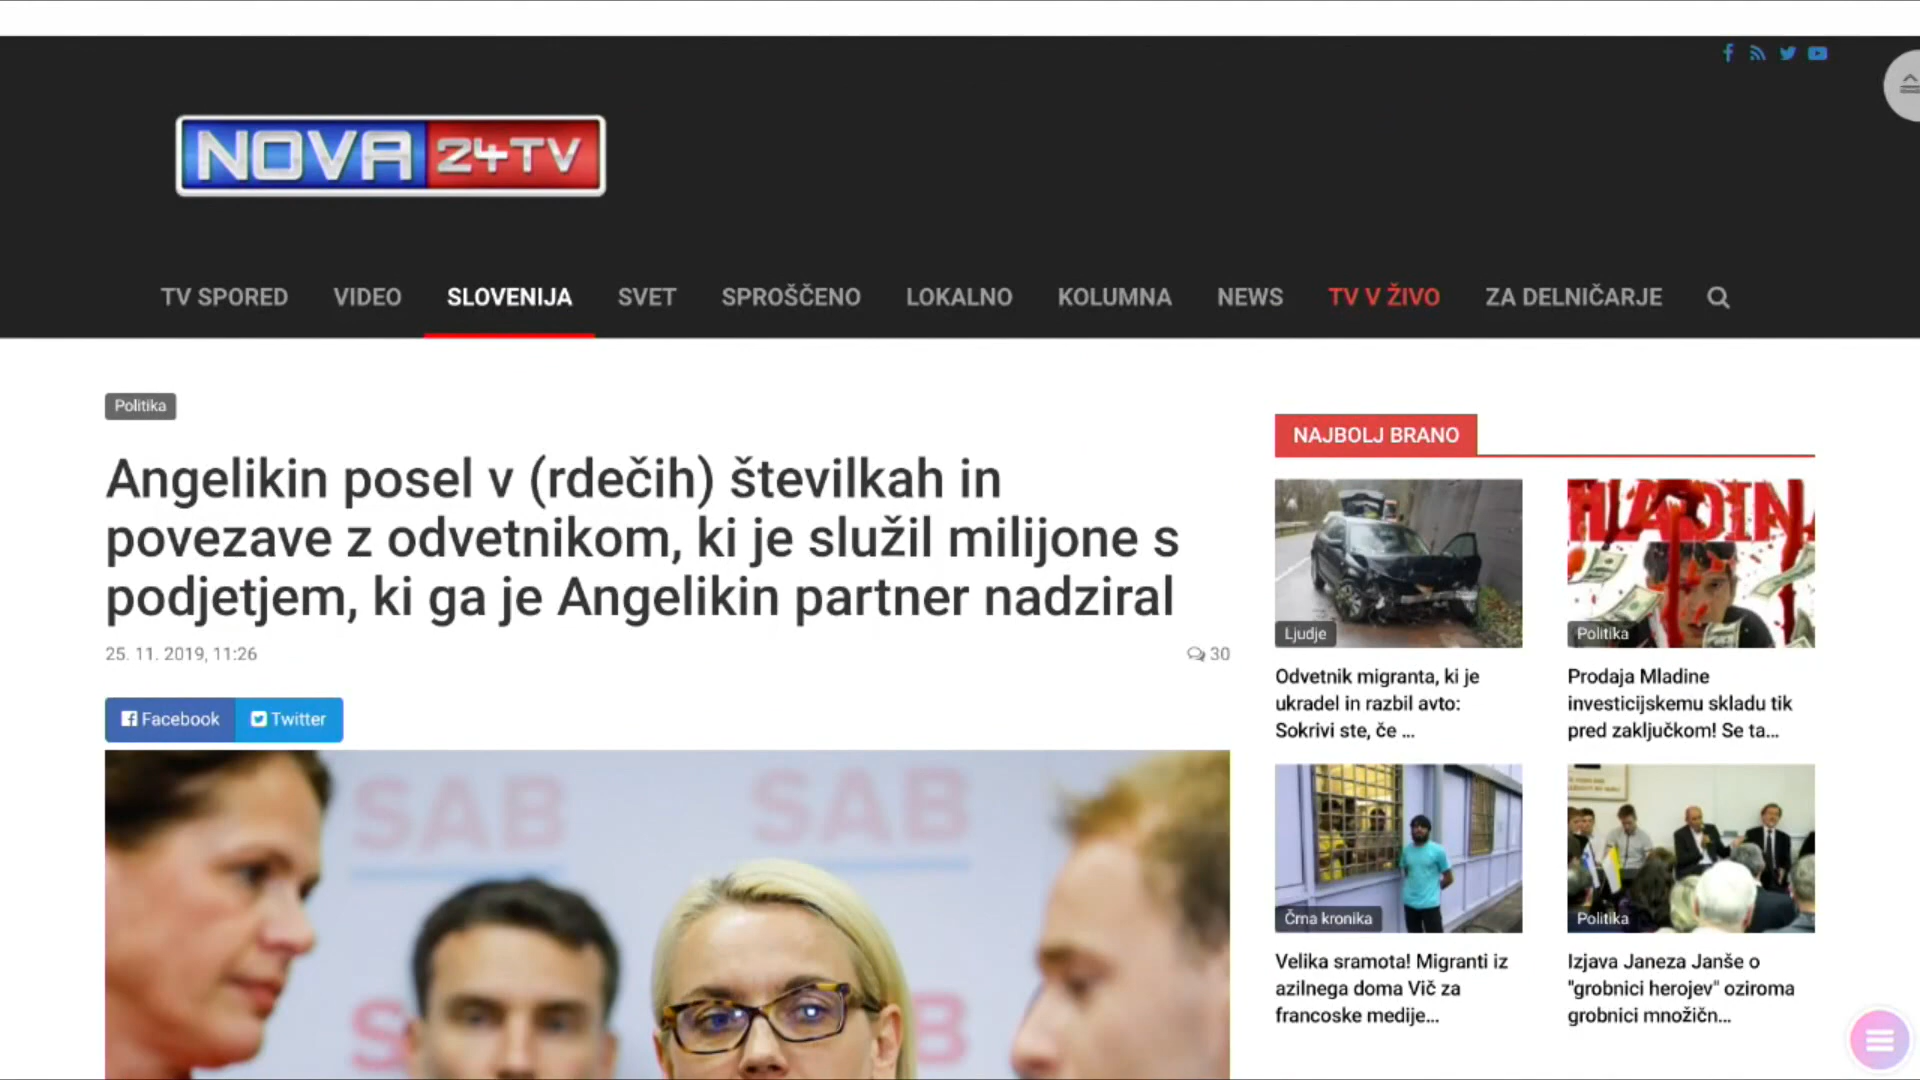 NOVA 24TV
TV SPORED VIDEO SLOVENIJA SVET SPROŠČENO LOKALNO KOLUMNA NEWS TV V ŽIVO ZA DELNIČARJE
Politika
Angelikin posel v (rdečih) številkah in
povezave z odvetnikom, ki je služil milijone s
podjetjem, ki ga je Angelikin partner nadziral
25. 11. 2019, 11:26
30
Facebook Twitter
SAB SAB
NAJBOLJ BRANO
Ljudje
Odvetnik migranta, ki je
ukradel in razbil avto:
Sokrivi ste, če ...
Politika
Prodaja Mladine
investicijskemu skladu tik
pred zaključkom! Se ta...
Črna kronika
Velika sramota! Migranti iz
azilnega doma Vič za
francoske medije...
Politika
Izjava Janeza Janše o
"grobnici herojev" oziroma
grobnici množičn...